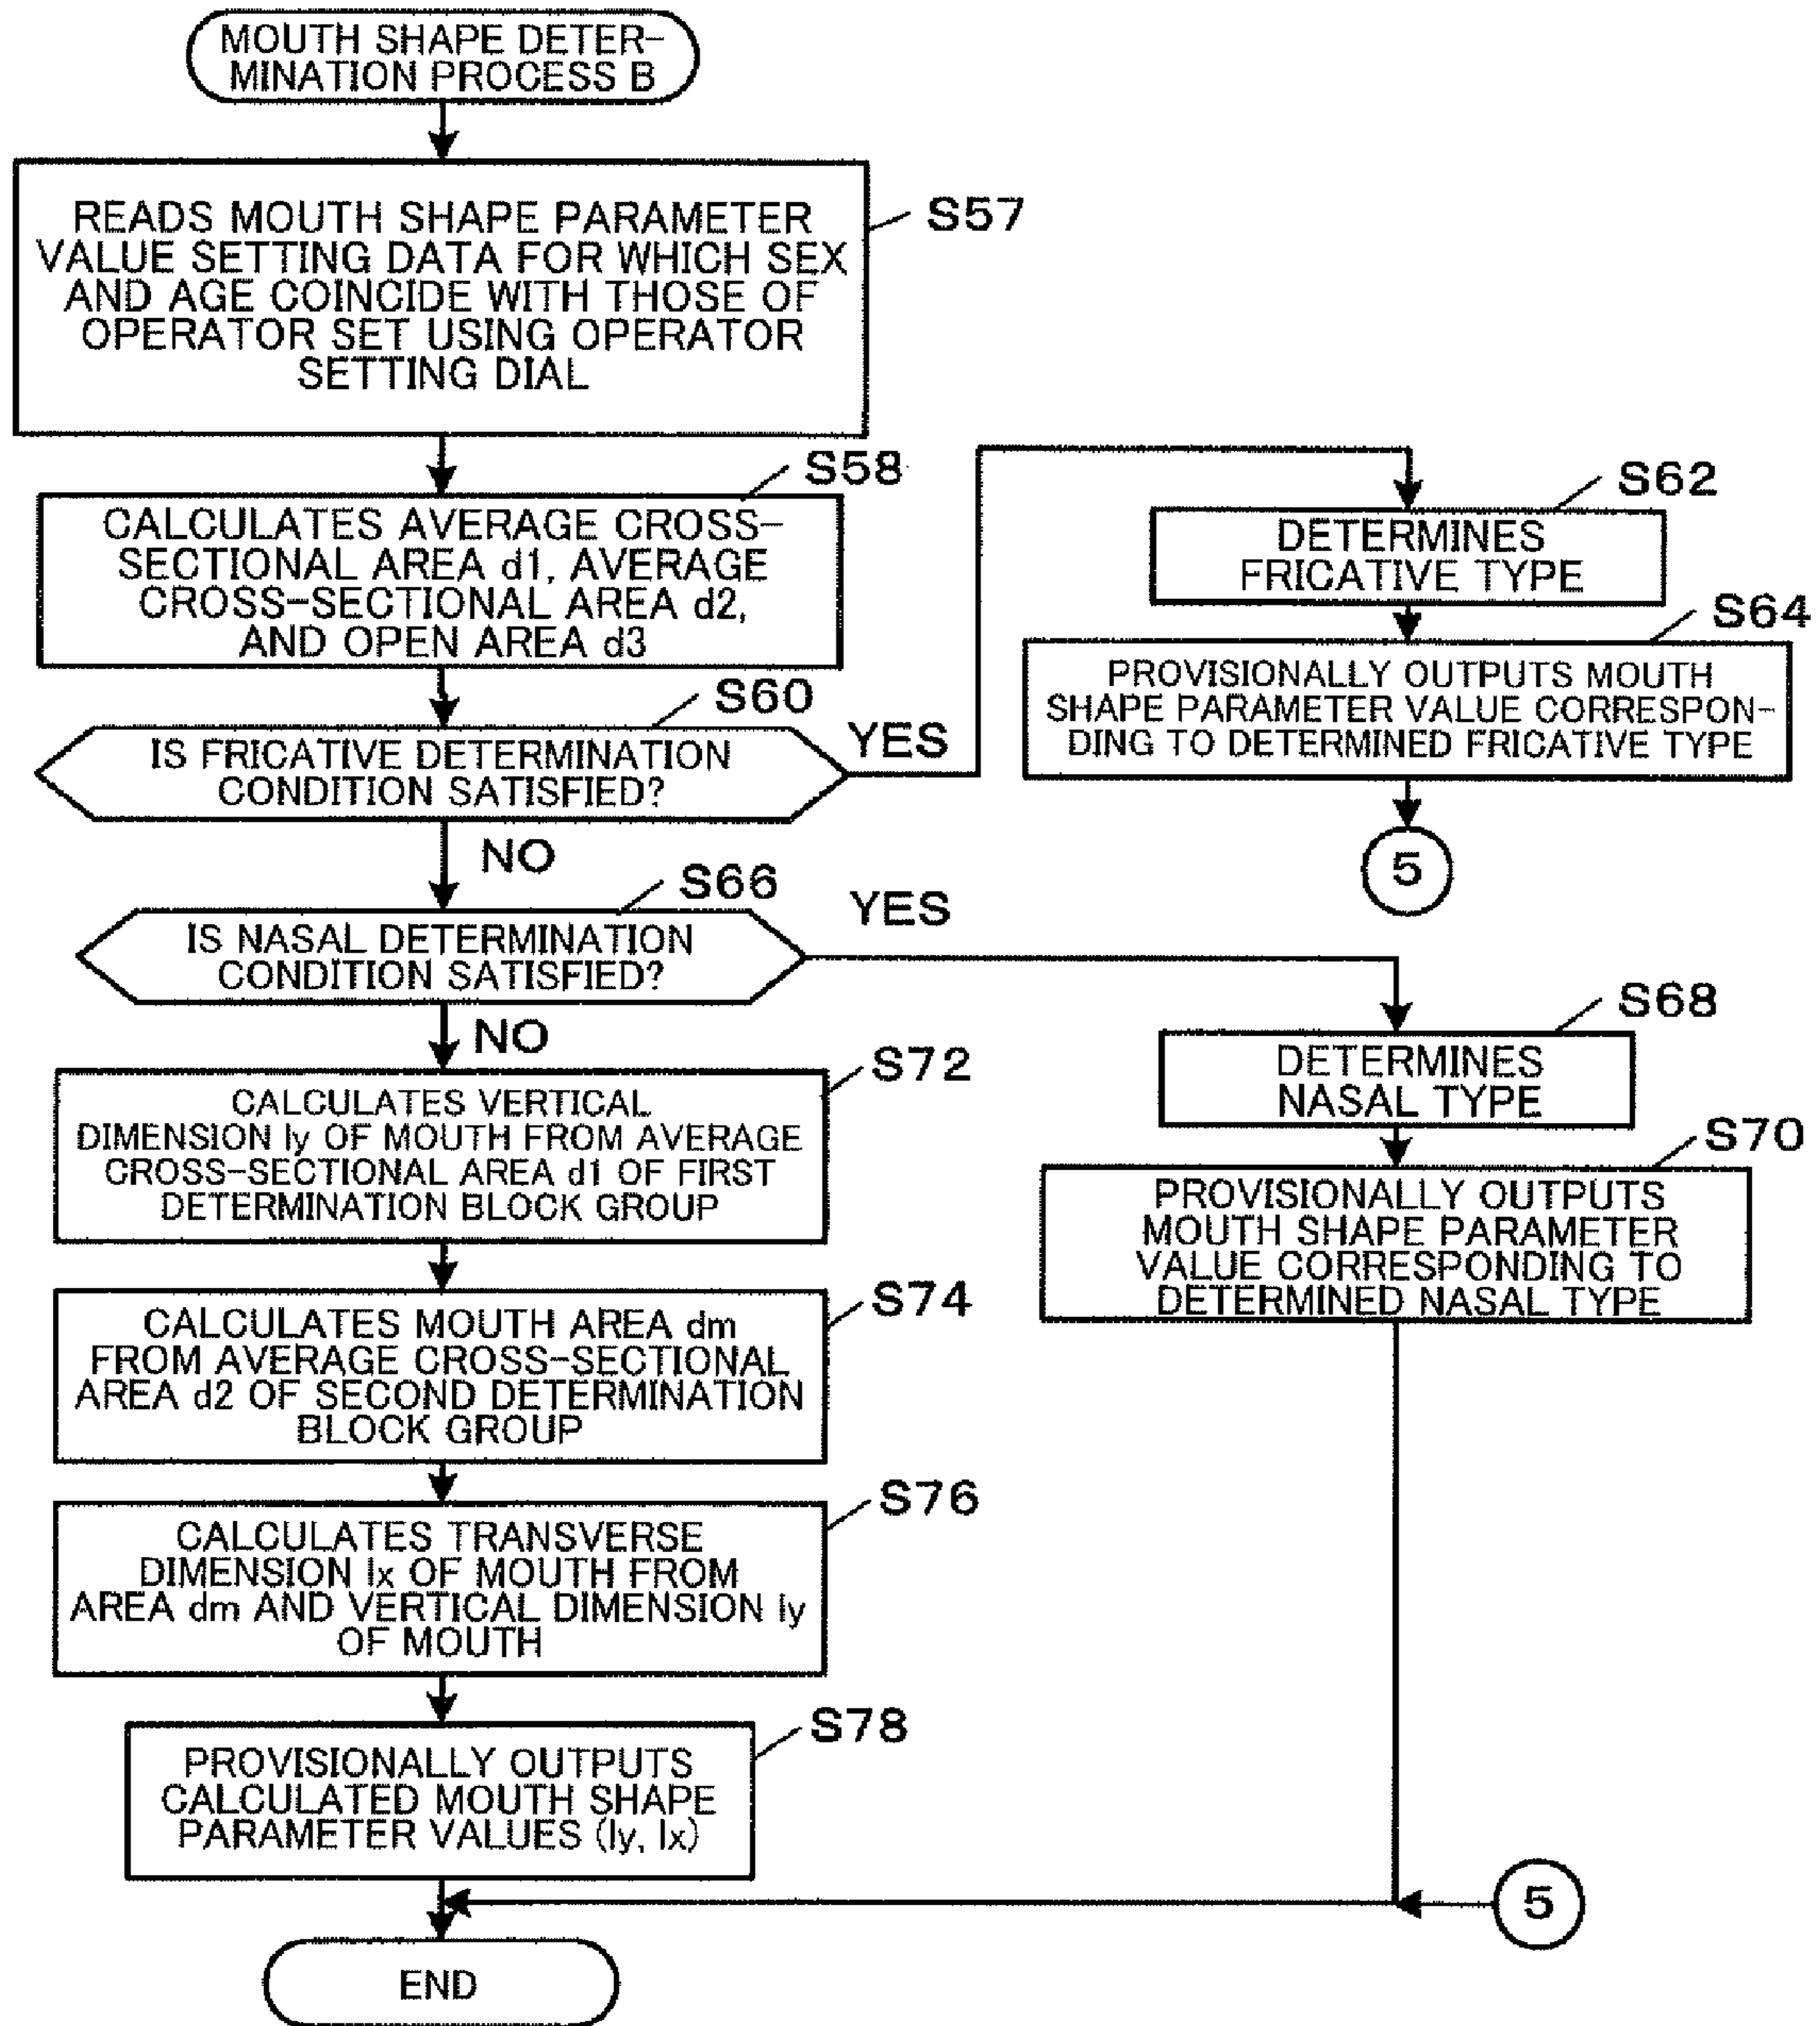 MOUTH SHAPE DETER-
MINATION PROCESS B
READS MOUTH SHAPE PARAMETER
VALUE SETTING DATA FOR WHICH SEX
AND AGE COINCIDE WITH THOSE OF
OPERATOR SET USING OPERATOR
SETTING DIAL
S57
CALCULATES AVERAGE CROSS-
SECTIONAL AREA d1, AVERAGE
CROSS-SECTIONAL AREA d2,
AND OPEN AREA d3
S58
IS FRICATIVE DETERMINATION
CONDITION SATISFIED?
S60
YES
NO
DETERMINES
FRICATIVE TYPE
S62
PROVISIONALLY OUTPUTS MOUTH
SHAPE PARAMETER VALUE CORRESPON-
DING TO DETERMINED FRICATIVE TYPE
S64
5
IS NASAL DETERMINATION
CONDITION SATISFIED?
S66
YES
NO
DETERMINES
NASAL TYPE
S68
PROVISIONALLY OUTPUTS
MOUTH SHAPE PARAMETER
VALUE CORRESPONDING TO
DETERMINED NASAL TYPE
S70
CALCULATES VERTICAL
DIMENSION ly OF MOUTH FROM AVERAGE
CROSS-SECTIONAL AREA d1 OF FIRST
DETERMINATION BLOCK GROUP
S72
CALCULATES MOUTH AREA dm
FROM AVERAGE CROSS-SECTIONAL
AREA d2 OF SECOND DETERMINATION
BLOCK GROUP
S74
CALCULATES TRANSVERSE
DIMENSION lx OF MOUTH FROM
AREA dm AND VERTICAL DIMENSION ly
OF MOUTH
S76
PROVISIONALLY OUTPUTS
CALCULATED MOUTH SHAPE
PARAMETER VALUES (ly, lx)
S78
5
END